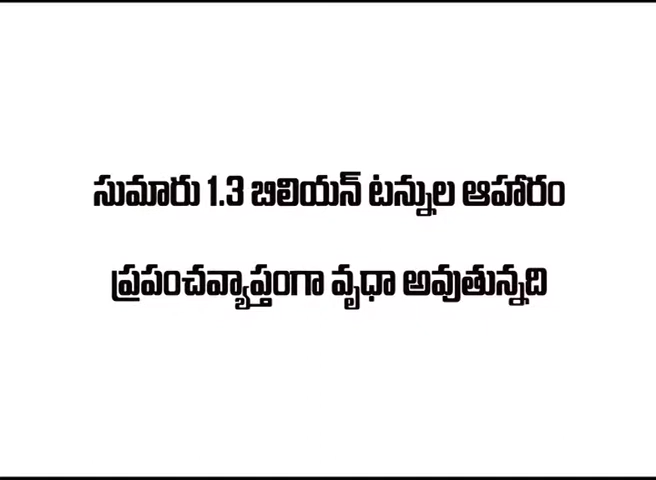 సుమారు 1.3 బిలియన్ టన్నుల ఆహారం
ప్రపంచవ్యాప్తంగా వృధా అవుతున్నది